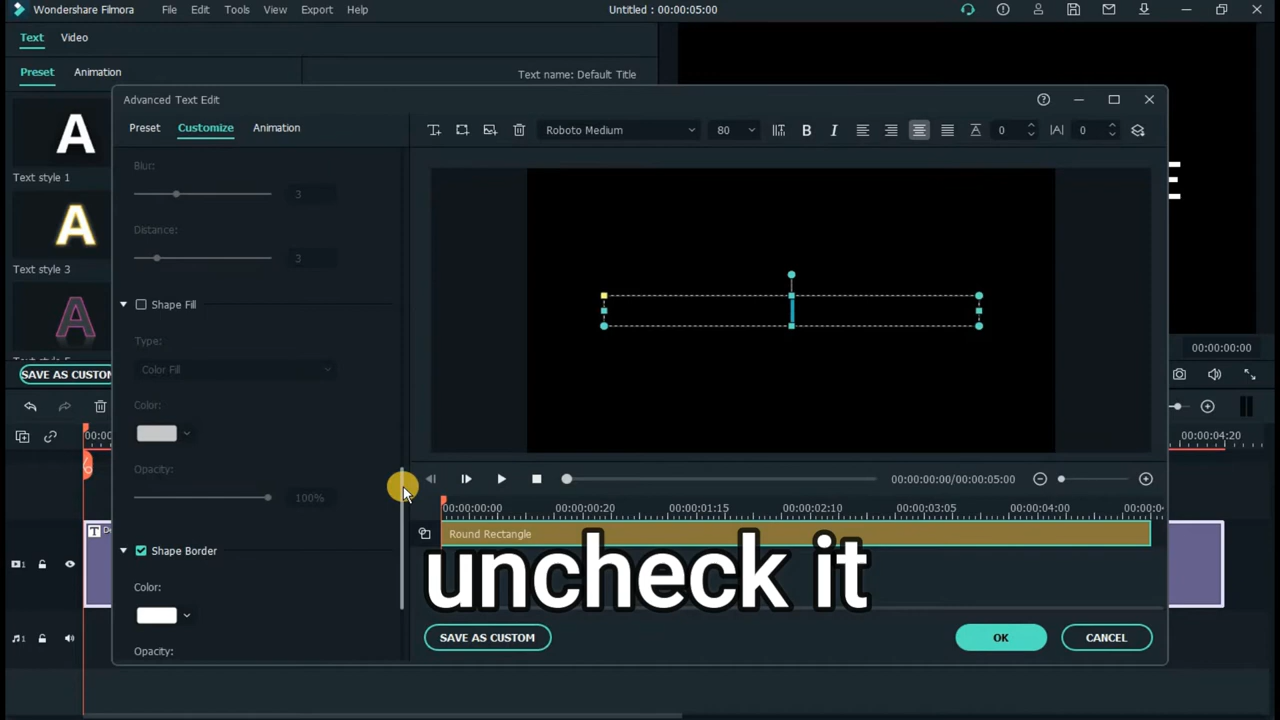 Wondershare Filmora File Edit Tools View Export Help Untitled : 00:00:05:00
Text Video
Preset Animation Text name: Default Title
Advanced Text Edit
Preset Customize Animation Roboto Medium 80 B I A 0 A 0
A
Text style 1
A
Text style 3
A
SAVE AS CUSTOM
Blur:
3
Distance:
3
Shape Fill
Type:
Color Fill
Color:
Opacity:
100%
Shape Border
Color:
Opacity:
E
00:00:00:00
00:00:04:20
00:00:00:00/00:00:05:00
00:00:00:00 00:00:00:20 00:00:01:15 00:00:02:10 00:00:03:05 00:00:04:00
Round Rectangle
uncheck it
SAVE AS CUSTOM OK CANCEL
T
1
1